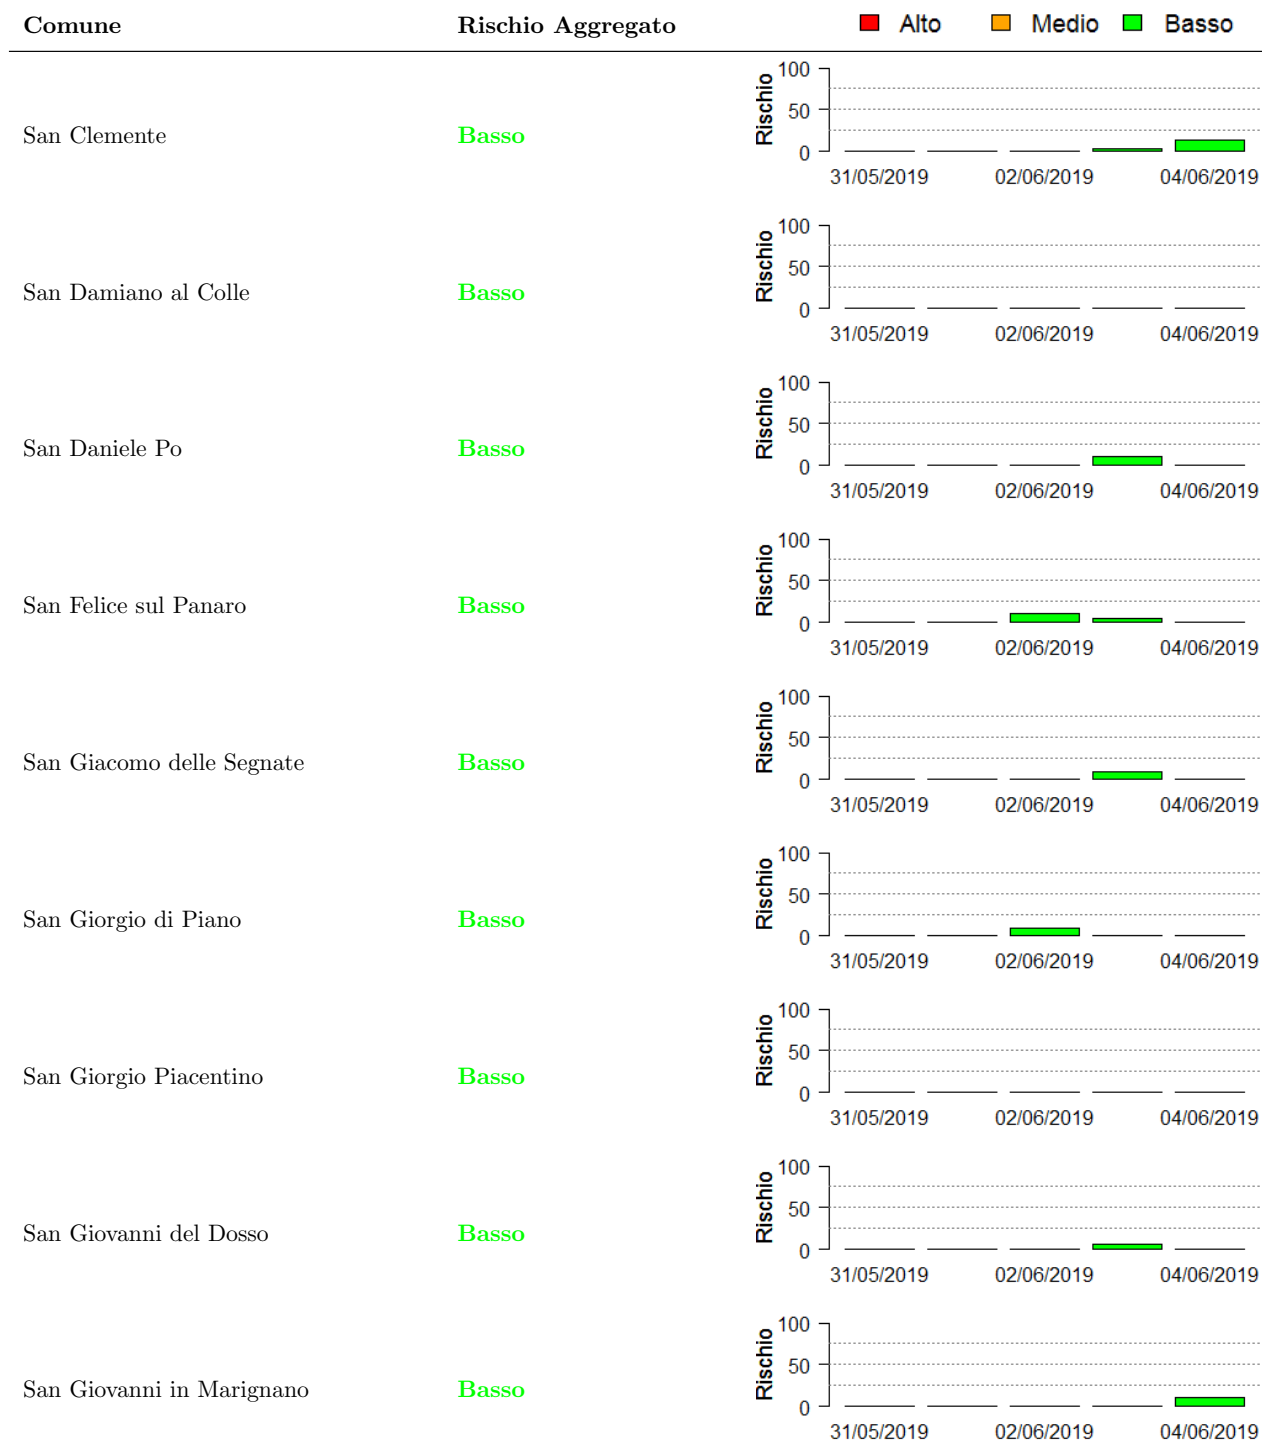 Comune Rischio Aggregato Alto Medio Basso
100
50
0
Rischio
San Clemente Basso
31/05/2019 02/06/2019 04/06/2019
100
50
0
Rischio
San Damiano al Colle Basso
31/05/2019 02/06/2019 04/06/2019
100
50
0
Rischio
San Daniele Po Basso
31/05/2019 02/06/2019 04/06/2019
100
50
0
Rischio
San Felice sul Panaro Basso
31/05/2019 02/06/2019 04/06/2019
100
50
0
Rischio
San Giacomo delle Segnate Basso
31/05/2019 02/06/2019 04/06/2019
100
50
0
Rischio
San Giorgio di Piano Basso
31/05/2019 02/06/2019 04/06/2019
100
50
0
Rischio
San Giorgio Piacentino Basso
31/05/2019 02/06/2019 04/06/2019
100
50
0
Rischio
San Giovanni del Dosso Basso
31/05/2019 02/06/2019 04/06/2019
100
50
0
Rischio
San Giovanni in Marignano Basso
31/05/2019 02/06/2019 04/06/2019